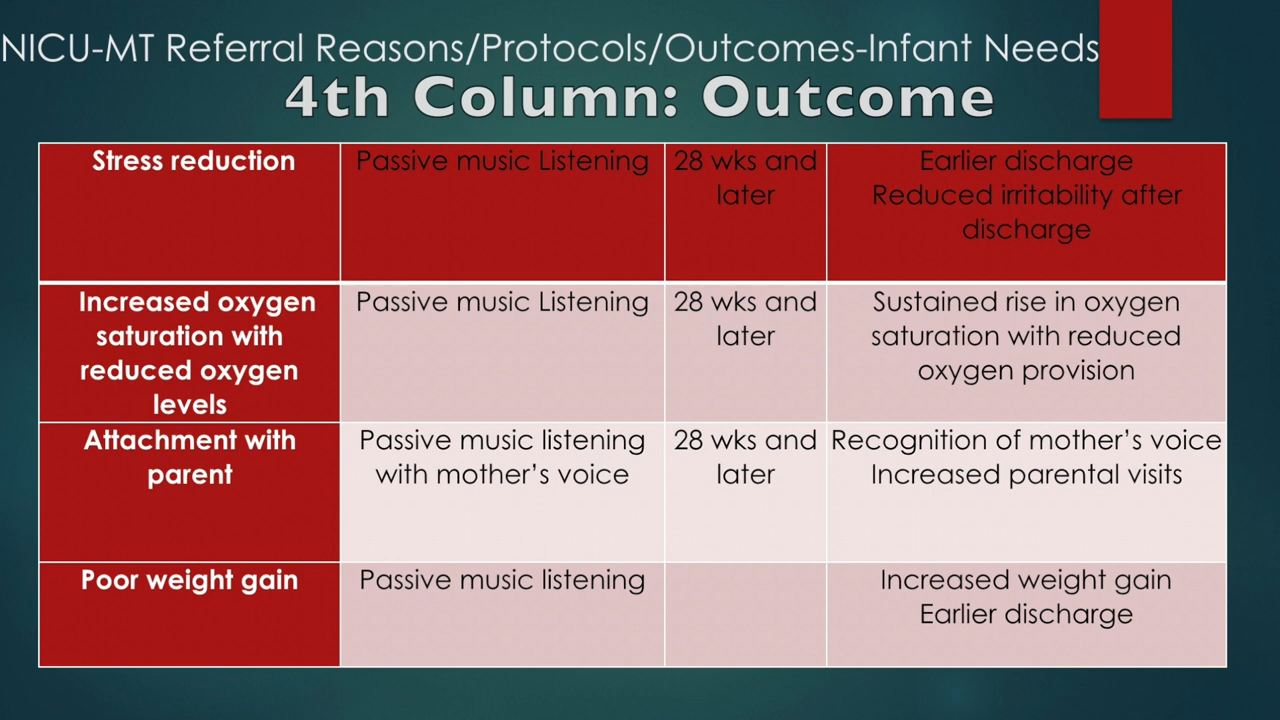 NICU-MT Referral Reasons/Protocols/Outcomes-Infant Needs
4th Column: Outcome
Stress reduction
Passive music Listening
28 wks and
later
Earlier discharge
Reduced irritability after
discharge
Increased oxygen
saturation with
reduced oxygen
levels
Passive music Listening
28 wks and
later
Sustained rise in oxygen
saturation with reduced
oxygen provision
Attachment with
parent
Passive music listening
with mother’s voice
28 wks and
later
Recognition of mother’s voice
Increased parental visits
Poor weight gain
Passive music listening
Increased weight gain
Earlier discharge